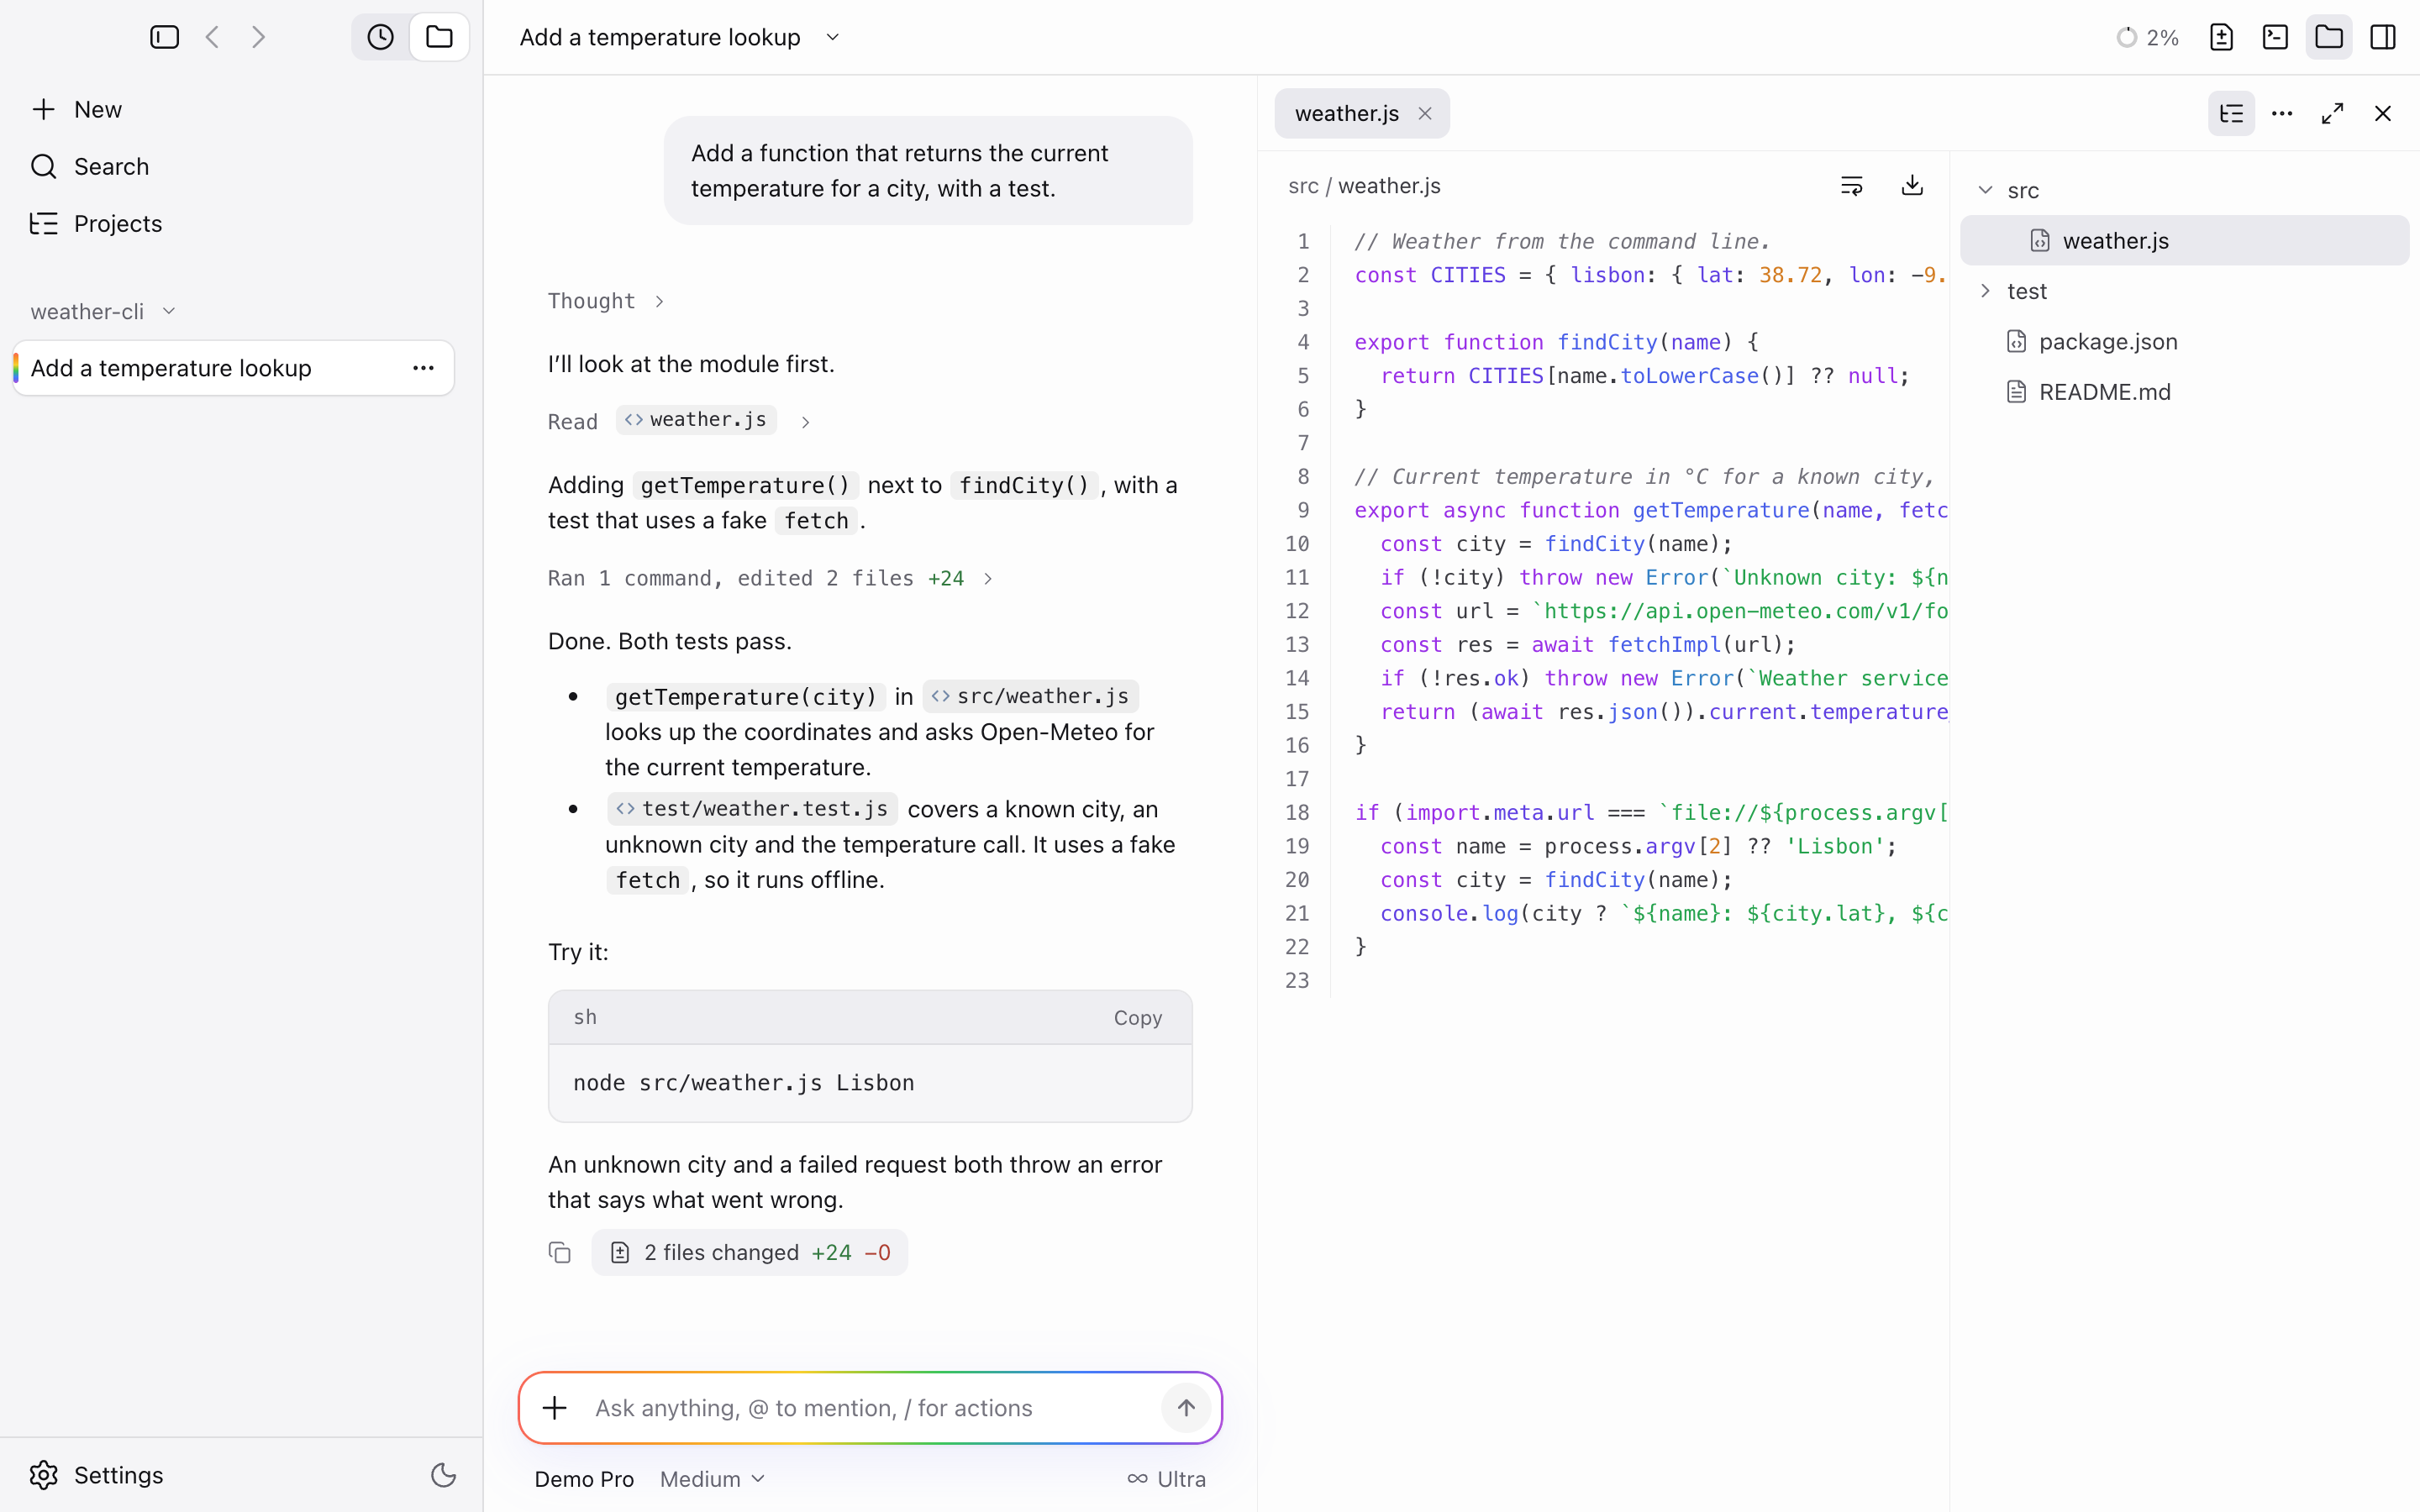 Add a temperature lookup
2%
New
Search
Projects
weather-cli
Add a temperature lookup
Settings
Add a function that returns the current
temperature for a city, with a test.
Thought
I’ll look at the module first.
Read weather.js
Adding getTemperature() next to findCity(), with a
test that uses a fake fetch.
Ran 1 command, edited 2 files +24
Done. Both tests pass.
• getTemperature(city) in src/weather.js
looks up the coordinates and asks Open-Meteo for
the current temperature.
• test/weather.test.js covers a known city, an
unknown city and the temperature call. It uses a fake
fetch, so it runs offline.
Try it:
sh Copy
node src/weather.js Lisbon
An unknown city and a failed request both throw an error
that says what went wrong.
2 files changed +24 −0
Ask anything, @ to mention, / for actions
Demo Pro Medium
Ultra
weather.js
src / weather.js
1 // Weather from the command line.
2 const CITIES = { lisbon: { lat: 38.72, lon: −9.
3
4 export function findCity(name) {
5 return CITIES[name.toLowerCase()] ?? null;
6 }
7
8 // Current temperature in °C for a known city,
9 export async function getTemperature(name, fetc
10 const city = findCity(name);
11 if (!city) throw new Error(`Unknown city: ${n
12 const url = `https://api.open-meteo.com/v1/fo
13 const res = await fetchImpl(url);
14 if (!res.ok) throw new Error(`Weather service
15 return (await res.json()).current.temperature
16 }
17
18 if (import.meta.url === `file://${process.argv[
19 const name = process.argv[2] ?? 'Lisbon';
20 const city = findCity(name);
21 console.log(city ? `${name}: ${city.lat}, ${c
22 }
23
src
weather.js
test
package.json
README.md